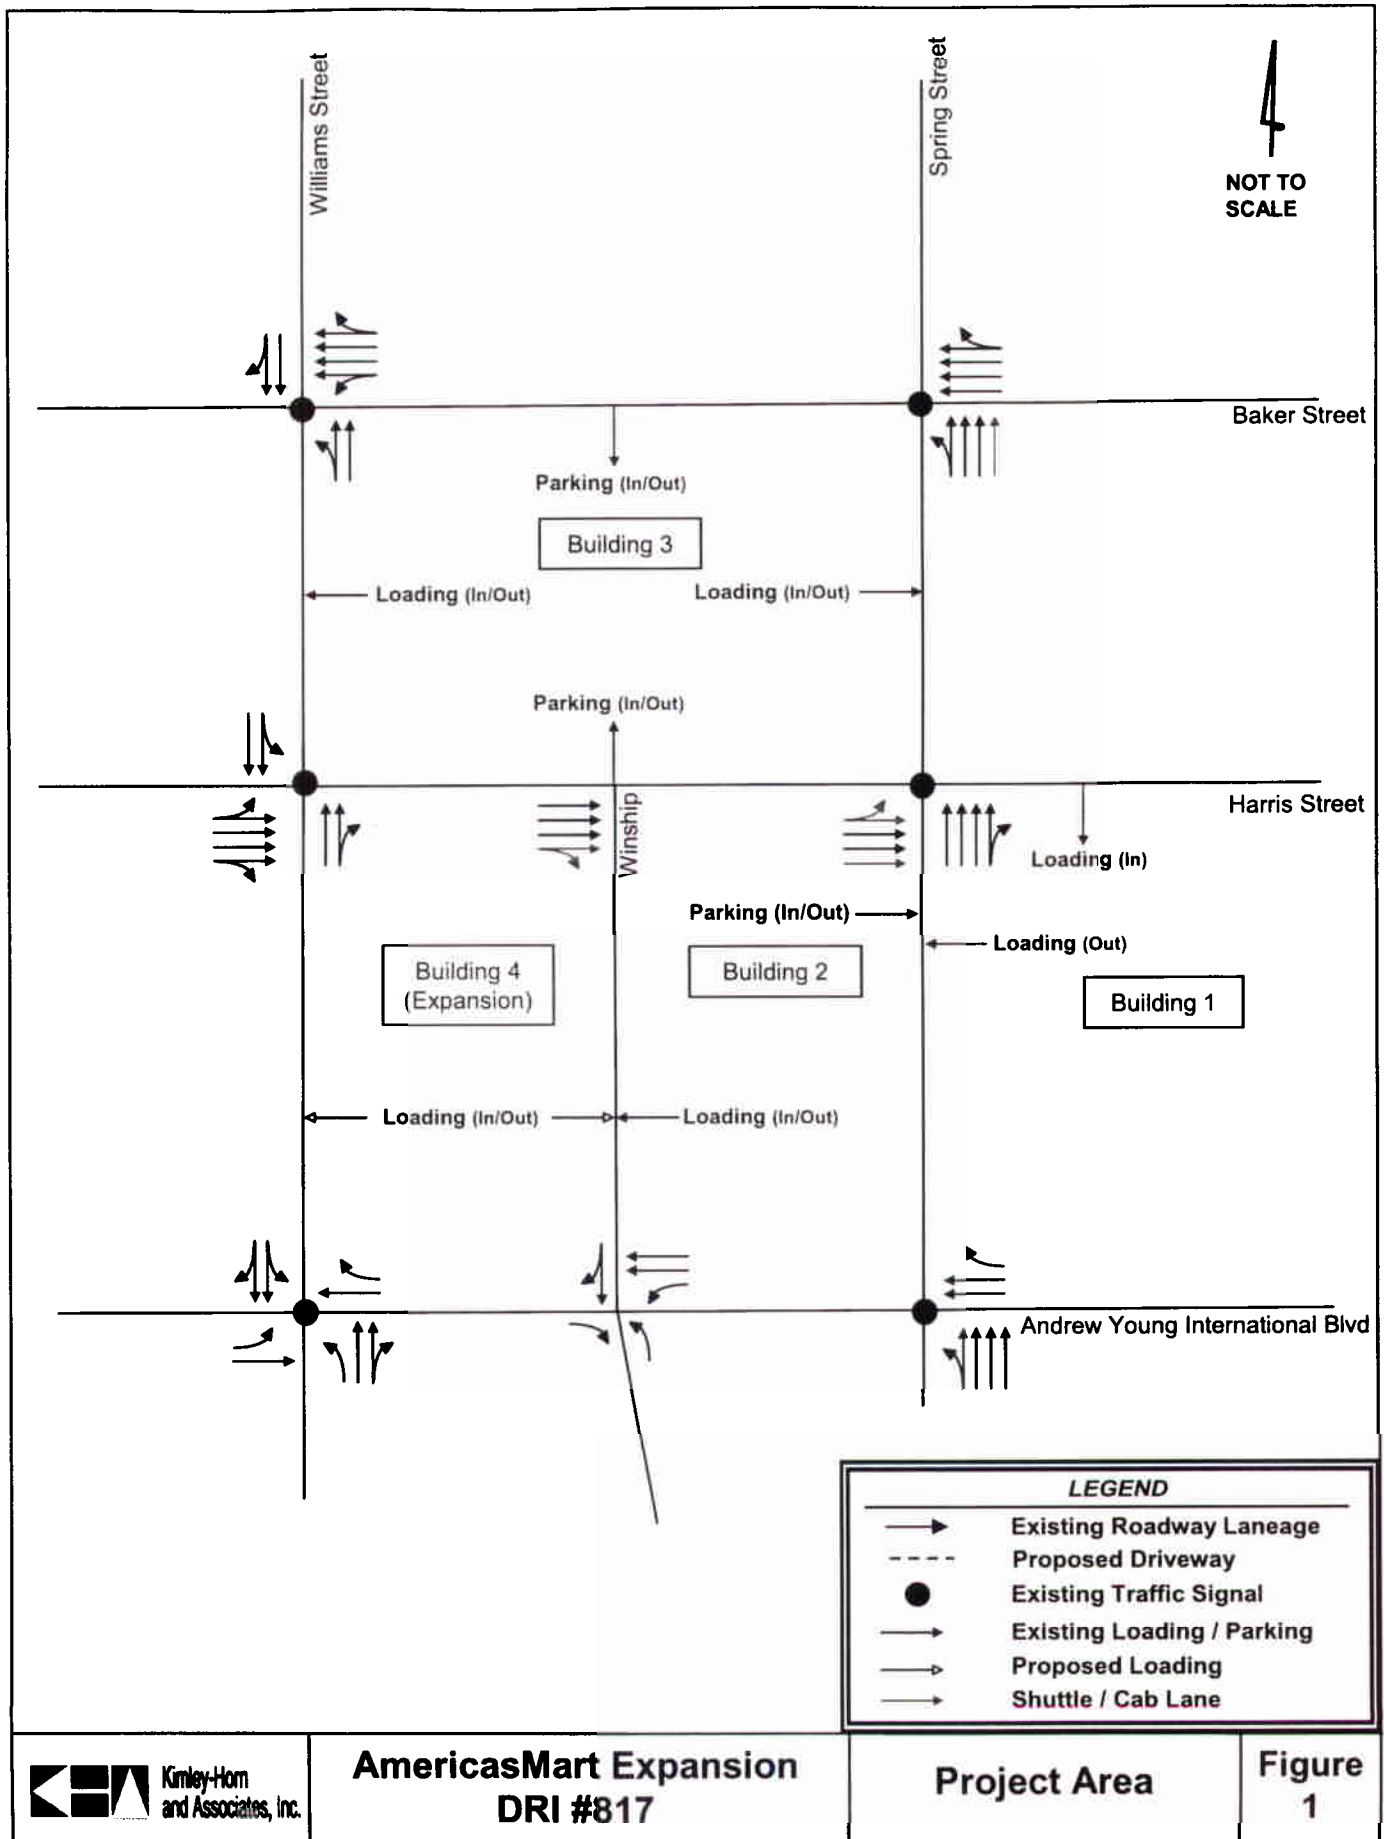 Williams Street
Spring Street
NOT TO
SCALE
Baker Street
Parking (In/Out)
Building 3
Loading (In/Out)
Loading (In/Out)
Parking (In/Out)
Winship
Harris Street
Loading (In)
Parking (In/Out)
Loading (Out)
Building 4
(Expansion)
Building 2
Building 1
Loading (In/Out)
Loading (In/Out)
Andrew Young International Blvd
LEGEND
Existing Roadway Laneage
Proposed Driveway
Existing Traffic Signal
Existing Loading / Parking
Proposed Loading
Shuttle / Cab Lane
Kimley-Horn
and Associates, Inc.
AmericasMart Expansion
DRI #817
Project Area
Figure
1